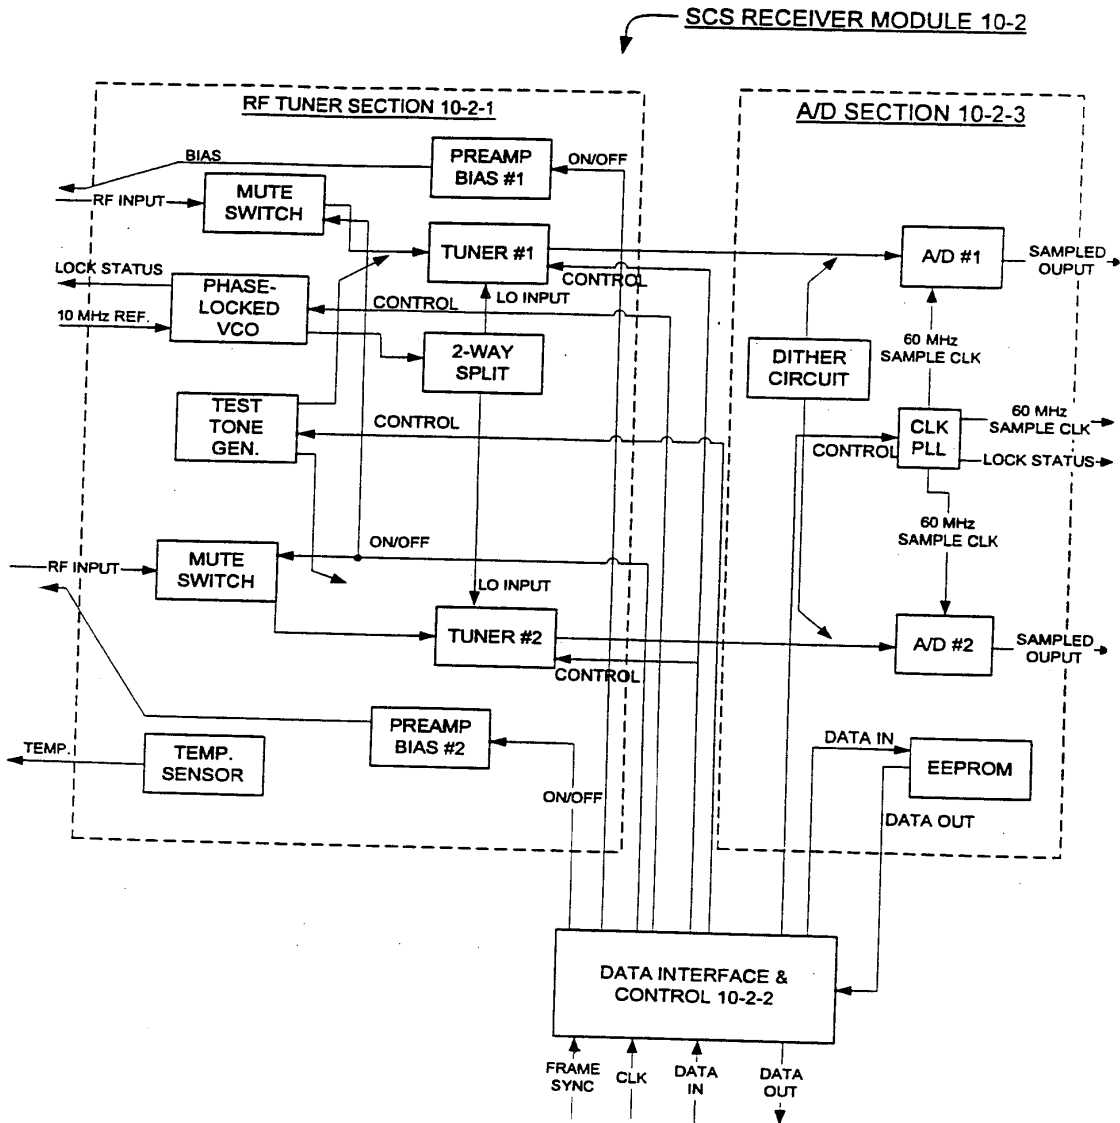 SCS RECEIVER MODULE 10-2
RF TUNER SECTION 10-2-1
A/D SECTION 10-2-3
BIAS
PREAMP
BIAS #1
ON/OFF
RF INPUT
MUTE
SWITCH
TUNER #1
CONTROL
A/D #1
SAMPLED
OUPUT
LOCK STATUS
PHASE-
LOCKED
VCO
CONTROL
LO INPUT
10 MHz REF.
2-WAY
SPLIT
60 MHz
SAMPLE CLK
DITHER
CIRCUIT
TEST
TONE
GEN.
CONTROL
CONTROL
CLK
PLL
60 MHz
SAMPLE CLK
LOCK STATUS
60 MHz
SAMPLE CLK
ON/OFF
RF INPUT
MUTE
SWITCH
LO INPUT
TUNER #2
CONTROL
A/D #2
SAMPLED
OUPUT
PREAMP
BIAS #2
TEMP.
TEMP.
SENSOR
ON/OFF
DATA IN
EEPROM
DATA OUT
DATA INTERFACE &
CONTROL 10-2-2
FRAME
SYNC
CLK
DATA
IN
DATA
OUT